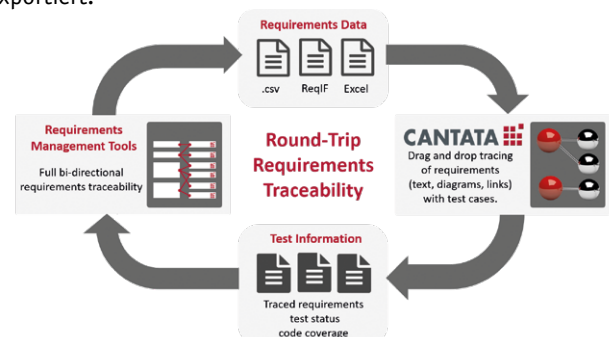 xportiert.
Requirements Data
.csv ReqIF Excel
Requirements
Management Tools
Full bi-directional
requirements traceability
Round-Trip
Requirements
Traceability
CANTATA
Drag and drop tracing
of requirements
(text, diagrams, links)
with test cases.
Test Information
Traced requirements
test status
code coverage